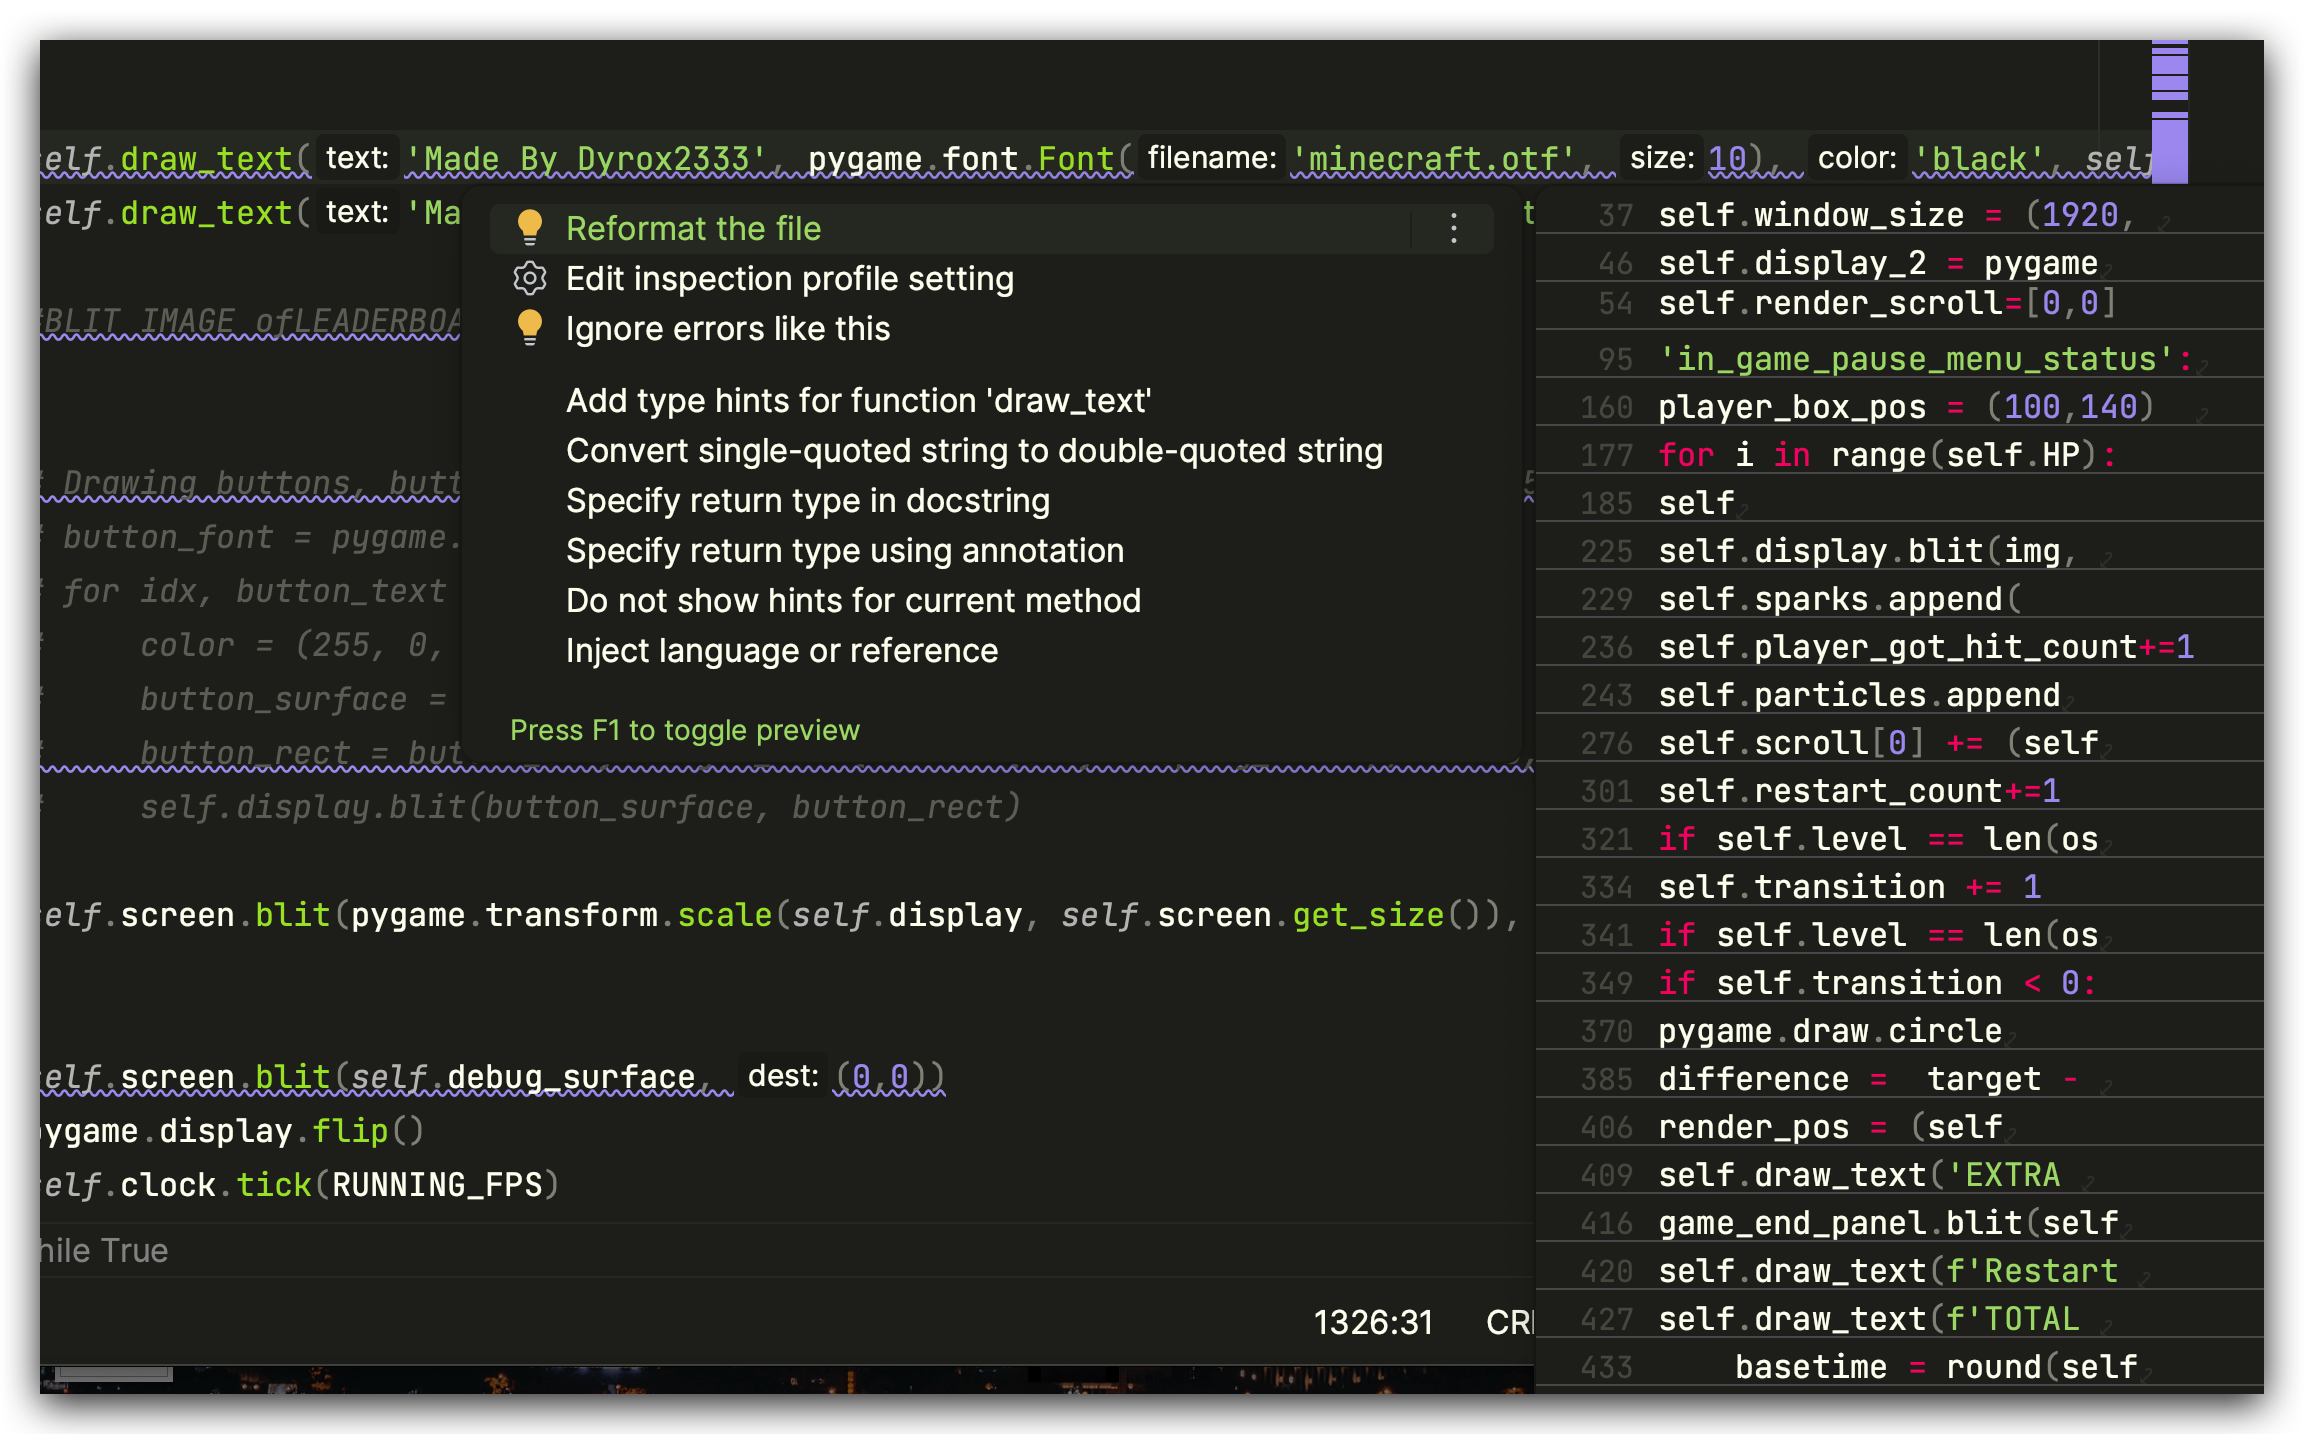 self.draw_text( text: 'Made By Dyrox2333', pygame.font.Font( filename: 'minecraft.otf', size: 10), color: 'black', self
self.draw_text( text: 'Ma
#BLIT IMAGE ofLEADERBOA
# Drawing buttons, butt
# button_font = pygame.
# for idx, button_text
# color = (255, 0,
# button_surface =
# button_rect = but
# self.display.blit(button_surface, button_rect)
self.screen.blit(pygame.transform.scale(self.display, self.screen.get_size()),
self.screen.blit(self.debug_surface, dest: (0,0))
pygame.display.flip()
self.clock.tick(RUNNING_FPS)
hile True
1326:31 CR
Reformat the file
Edit inspection profile setting
Ignore errors like this
Add type hints for function 'draw_text'
Convert single-quoted string to double-quoted string
Specify return type in docstring
Specify return type using annotation
Do not show hints for current method
Inject language or reference
Press F1 to toggle preview
37 self.window_size = (1920,
46 self.display_2 = pygame
54 self.render_scroll=[0,0]
95 'in_game_pause_menu_status':
160 player_box_pos = (100,140)
177 for i in range(self.HP):
185 self
225 self.display.blit(img,
229 self.sparks.append(
236 self.player_got_hit_count+=1
243 self.particles.append
276 self.scroll[0] += (self
301 self.restart_count+=1
321 if self.level == len(os
334 self.transition += 1
341 if self.level == len(os
349 if self.transition < 0:
370 pygame.draw.circle
385 difference = target -
406 render_pos = (self
409 self.draw_text('EXTRA
416 game_end_panel.blit(self
420 self.draw_text(f'Restart
427 self.draw_text(f'TOTAL
433 basetime = round(self